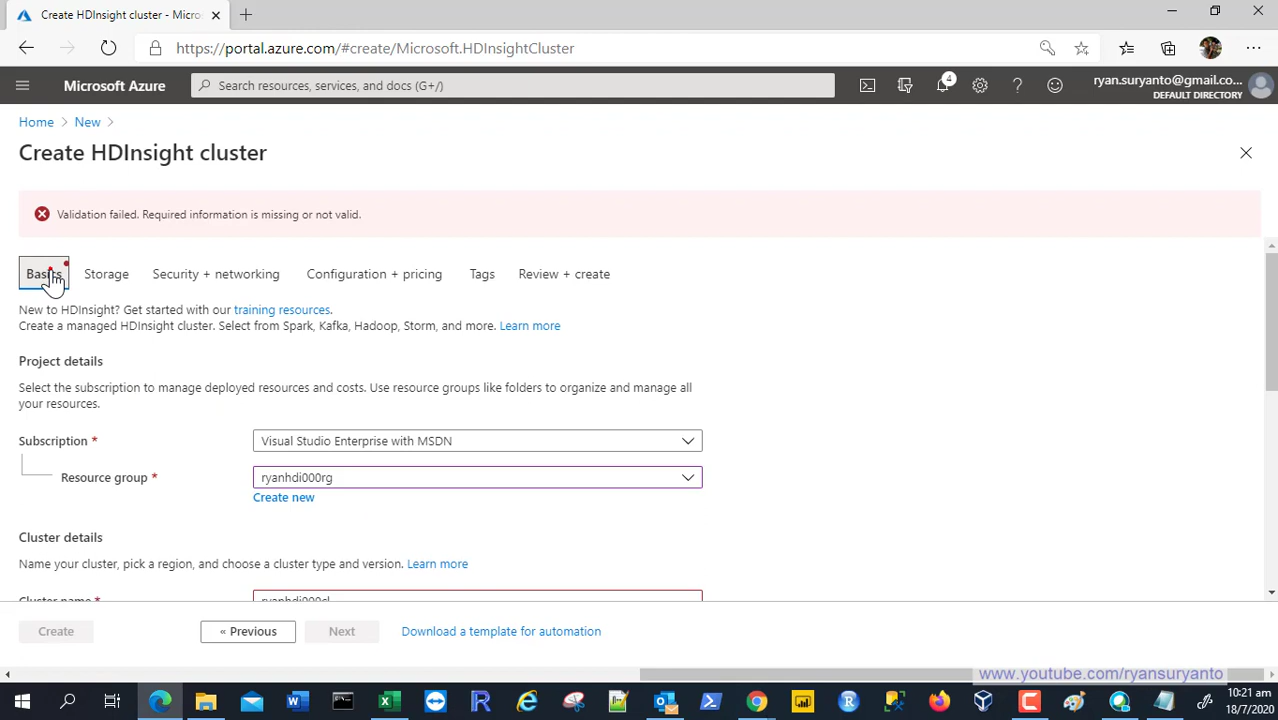 Create HDInsight cluster - Micro
https://portal.azure.com/#create/Microsoft.HDInsightCluster
Microsoft Azure
Search resources, services, and docs (G+/)
4
ryan.suryanto@gmail.co...
DEFAULT DIRECTORY
Home > New >
Create HDInsight cluster
Validation failed. Required information is missing or not valid.
Basics Storage Security + networking Configuration + pricing Tags Review + create
New to HDInsight? Get started with our training resources.
Create a managed HDInsight cluster. Select from Spark, Kafka, Hadoop, Storm, and more. Learn more
Project details
Select the subscription to manage deployed resources and costs. Use resource groups like folders to organize and manage all
your resources.
Subscription * Visual Studio Enterprise with MSDN
Resource group * ryanhdi000rg
Create new
Cluster details
Name your cluster, pick a region, and choose a cluster type and version. Learn more
Cluster name * ryanhdi000cl
Create « Previous Next Download a template for automation
www.youtube.com/ryansuryanto
10:21 am
18/7/2020